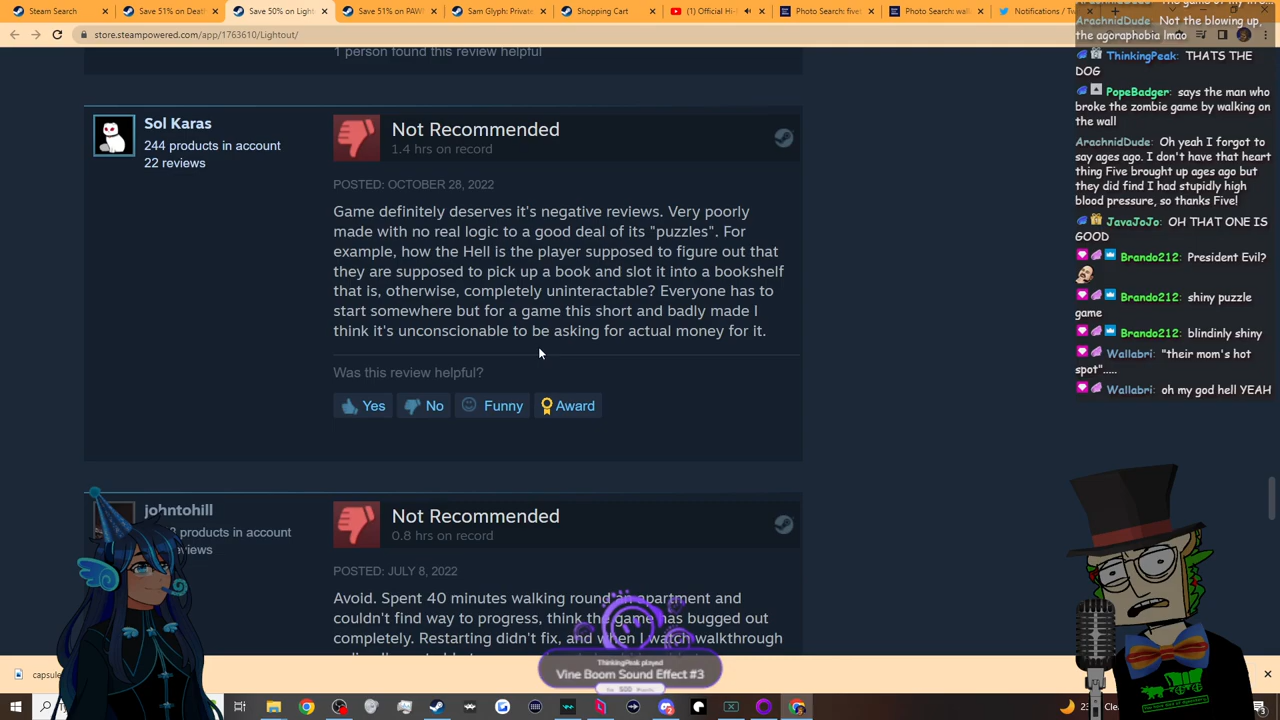 Steam Search
Save 51% on Death
Save 50% on Light
Save 51% on PAW
Sam Glyph: Private
Shopping Cart
(1) Official Hi-
Photo Search: five
Photo Search: wal
Notifications / Tw
store.steampowered.com/app/1763610/Lightout/
1 person found this review helpful
Sol Karas
244 products in account
22 reviews
Not Recommended
1.4 hrs on record
POSTED: OCTOBER 28, 2022
Game definitely deserves it's negative reviews. Very poorly
made with no real logic to a good deal of its "puzzles". For
example, how the Hell is the player supposed to figure out that
they are supposed to pick up a book and slot it into a bookshelf
that is, otherwise, completely uninteractable? Everyone has to
start somewhere but for a game this short and badly made I
think it's unconscionable to be asking for actual money for it.
Was this review helpful?
Yes
No
Funny
Award
johntohill
products in account
Not Recommended
0.8 hrs on record
POSTED: JULY 8, 2022
Avoid. Spent 40 minutes walking round an apartment and
couldn't find way to progress, think the game has bugged out
completely. Restarting didn't fix, and when I watch walkthrough
ThinkingPeak played
Vine Boom Sound Effect #3
500
capsule
ArachnidDude: Not the blowing up,
the agoraphobia lmao
ThinkingPeak: THATS THE
DOG
PopeBadger: says the man who
broke the zombie game by walking on
the wall
ArachnidDude: Oh yeah I forgot to
say ages ago. I don't have that heart
thing Five brought up ages ago but
they did find I had stupidly high
blood pressure, so thanks Five!
JavaJoJo: OH THAT ONE IS
GOOD
Brando212: President Evil?
Brando212: shiny puzzle
game
Brando212: blindinly shiny
Wallabri: "their mom's hot
spot".....
Wallabri: oh my god hell YEAH